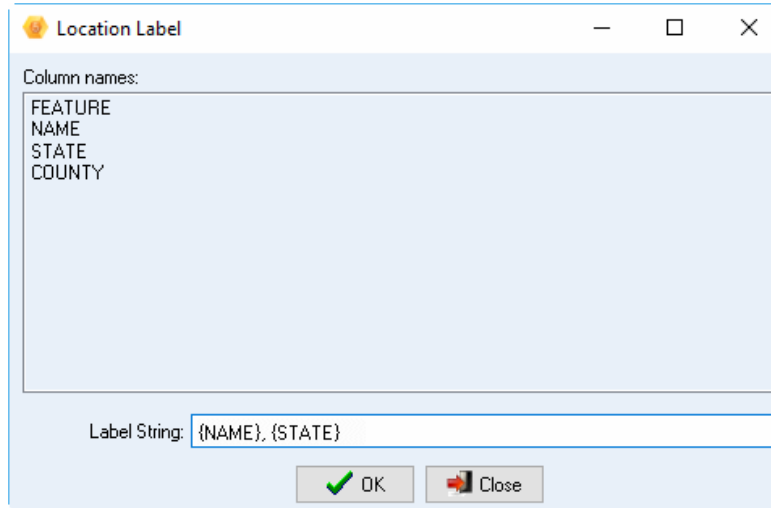 Location Label
Column names:
FEATURE
NAME
STATE
COUNTY
Label String: {NAME}, {STATE}
OK Close